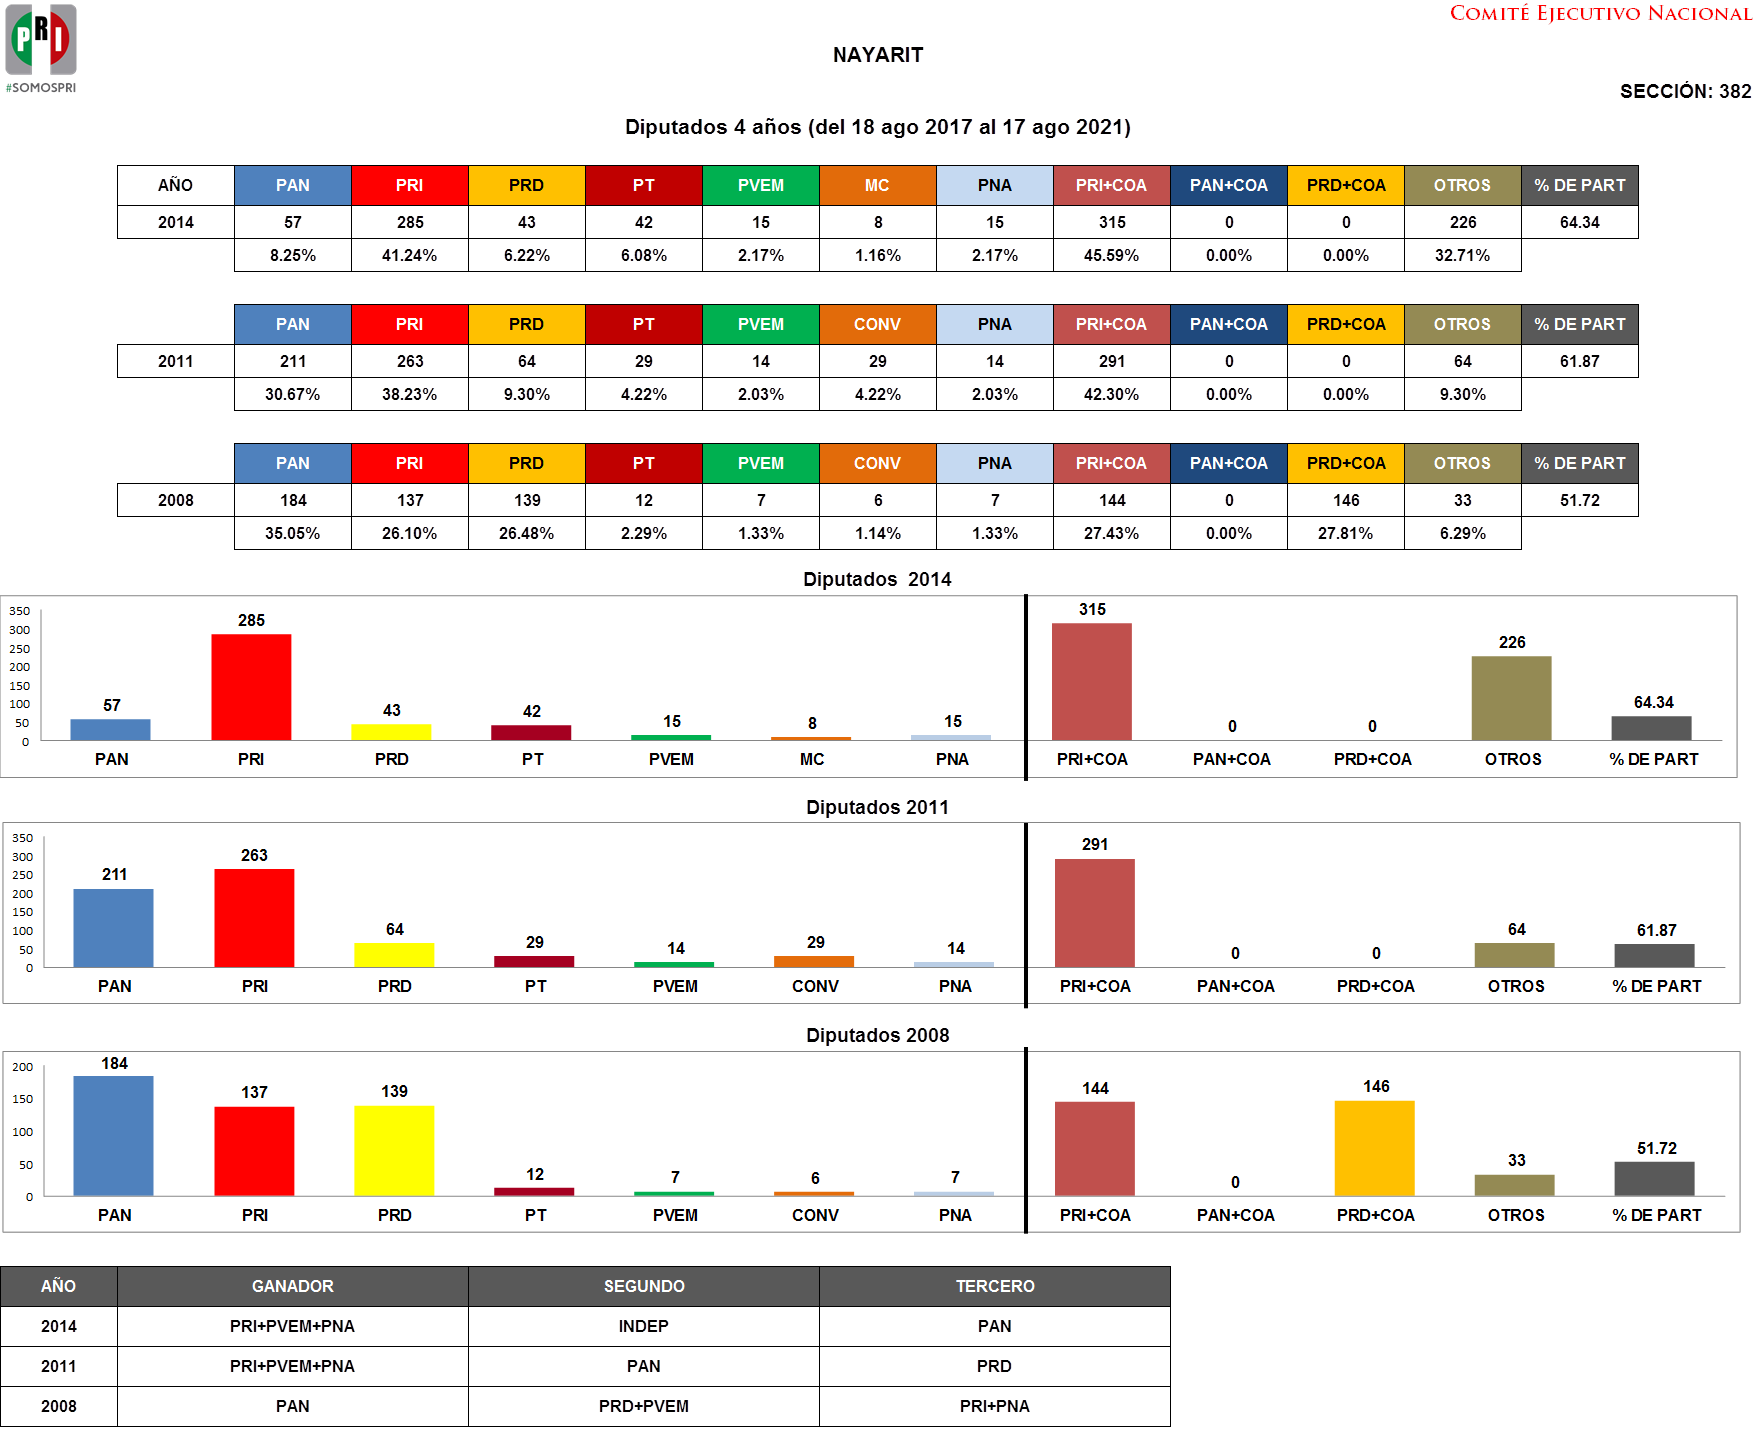 PRI
#SOMOSPRI
COMITÉ EJECUTIVO NACIONAL
NAYARIT
SECCIÓN: 382
Diputados 4 años (del 18 ago 2017 al 17 ago 2021)
AÑO PAN PRI PRD PT PVEM MC PNA PRI+COA PAN+COA PRD+COA OTROS % DE PART
2014 57 285 43 42 15 8 15 315 0 0 226 64.34
8.25% 41.24% 6.22% 6.08% 2.17% 1.16% 2.17% 45.59% 0.00% 0.00% 32.71%
PAN PRI PRD PT PVEM CONV PNA PRI+COA PAN+COA PRD+COA OTROS % DE PART
2011 211 263 64 29 14 29 14 291 0 0 64 61.87
30.67% 38.23% 9.30% 4.22% 2.03% 4.22% 2.03% 42.30% 0.00% 0.00% 9.30%
PAN PRI PRD PT PVEM CONV PNA PRI+COA PAN+COA PRD+COA OTROS % DE PART
2008 184 137 139 12 7 6 7 144 0 146 33 51.72
35.05% 26.10% 26.48% 2.29% 1.33% 1.14% 1.33% 27.43% 0.00% 27.81% 6.29%
Diputados 2014
350
300
250
200
150
100
50
0
57 285 43 42 15 8 15 315 0 0 226 64.34
PAN PRI PRD PT PVEM MC PNA PRI+COA PAN+COA PRD+COA OTROS % DE PART
Diputados 2011
350
300
250
200
150
100
50
0
211 263 64 29 14 29 14 291 0 0 64 61.87
PAN PRI PRD PT PVEM CONV PNA PRI+COA PAN+COA PRD+COA OTROS % DE PART
Diputados 2008
200
150
100
50
0
184 137 139 12 7 6 7 144 0 146 33 51.72
PAN PRI PRD PT PVEM CONV PNA PRI+COA PAN+COA PRD+COA OTROS % DE PART
AÑO GANADOR SEGUNDO TERCERO
2014 PRI+PVEM+PNA INDEP PAN
2011 PRI+PVEM+PNA PAN PRD
2008 PAN PRD+PVEM PRI+PNA